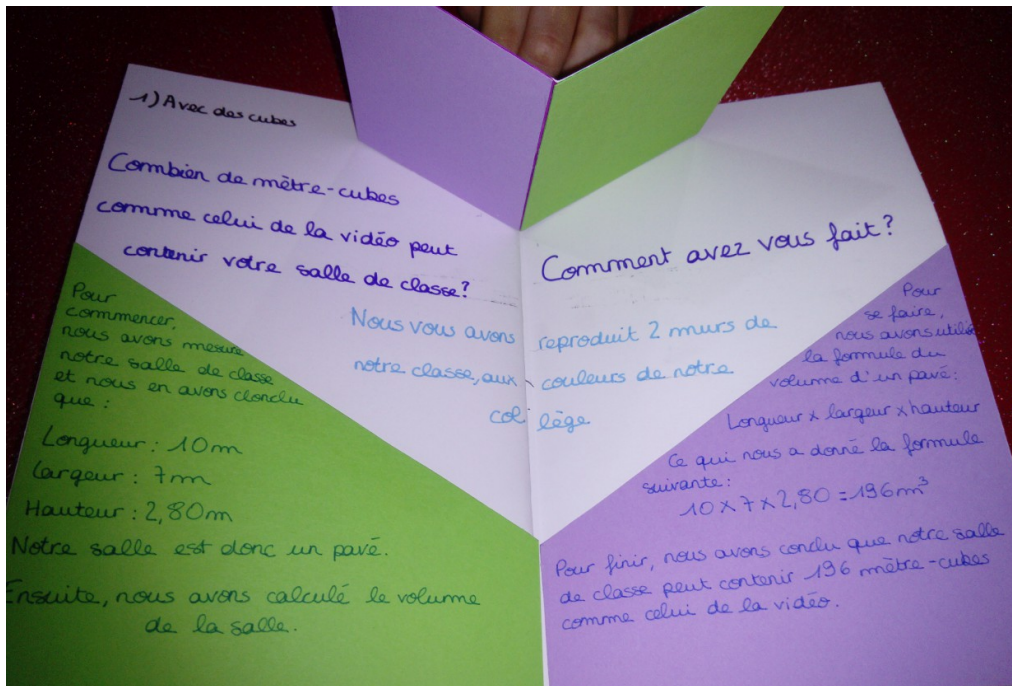 1) Avec des cubes
Combien de mètre-cubes
comme celui de la vidéo peut
contenir votre salle de classe?
Pour
commencer,
nous avons mesure
notre salle de classe
et nous en avons clonclu
que :
Longueur : 10m
Largeur : 7m
Hauteur : 2,80m
Notre salle est donc un pavé.
Ensuite, nous avons calculé le volume
de la salle.
Nous vous avons reproduit 2 murs de
notre classe, aux couleurs de notre
col lège
Comment avez vous fait?
Pour
se faire,
nous avons utilisé
la formule du
volume d'un pavé:
Longueur x largeur x hauteur
Ce qui nous a donné la formule
suivante:
10 x 7 x 2,80 = 196m³
Pour finir, nous avons conclu que notre salle
de classe peut contenir 196 mètre-cubes
comme celui de la vidéo.